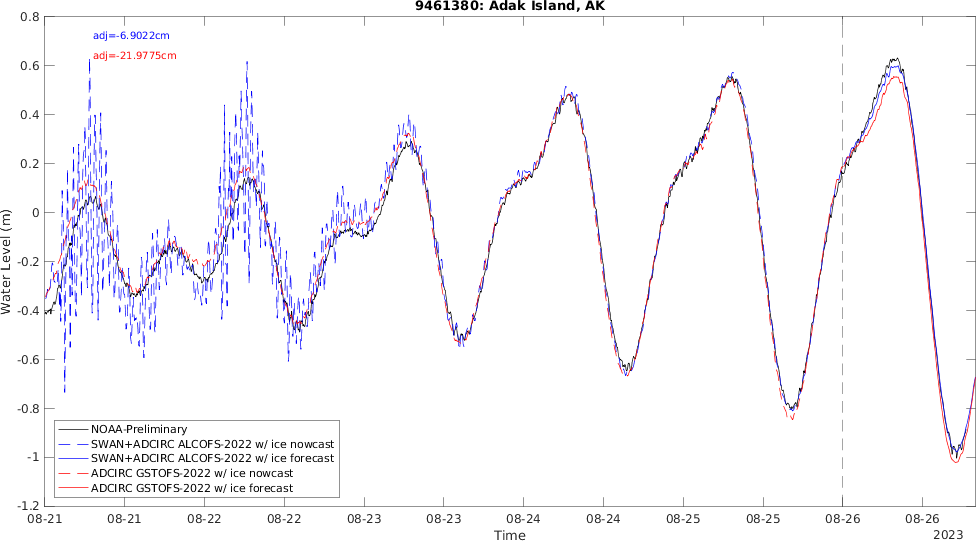 9461380: Adak Island, AK
adj=-6.9022cm
adj=-21.9775cm
0.8
0.6
0.4
0.2
0
-0.2
-0.4
-0.6
-0.8
-1
-1.2
Water Level (m)
NOAA-Preliminary
SWAN+ADCIRC ALCOFS-2022 w/ ice nowcast
SWAN+ADCIRC ALCOFS-2022 w/ ice forecast
ADCIRC GSTOFS-2022 w/ ice nowcast
ADCIRC GSTOFS-2022 w/ ice forecast
08-21 08-21 08-22 08-22 08-23 08-23 08-24 08-24 08-25 08-25 08-26 08-26
Time
2023